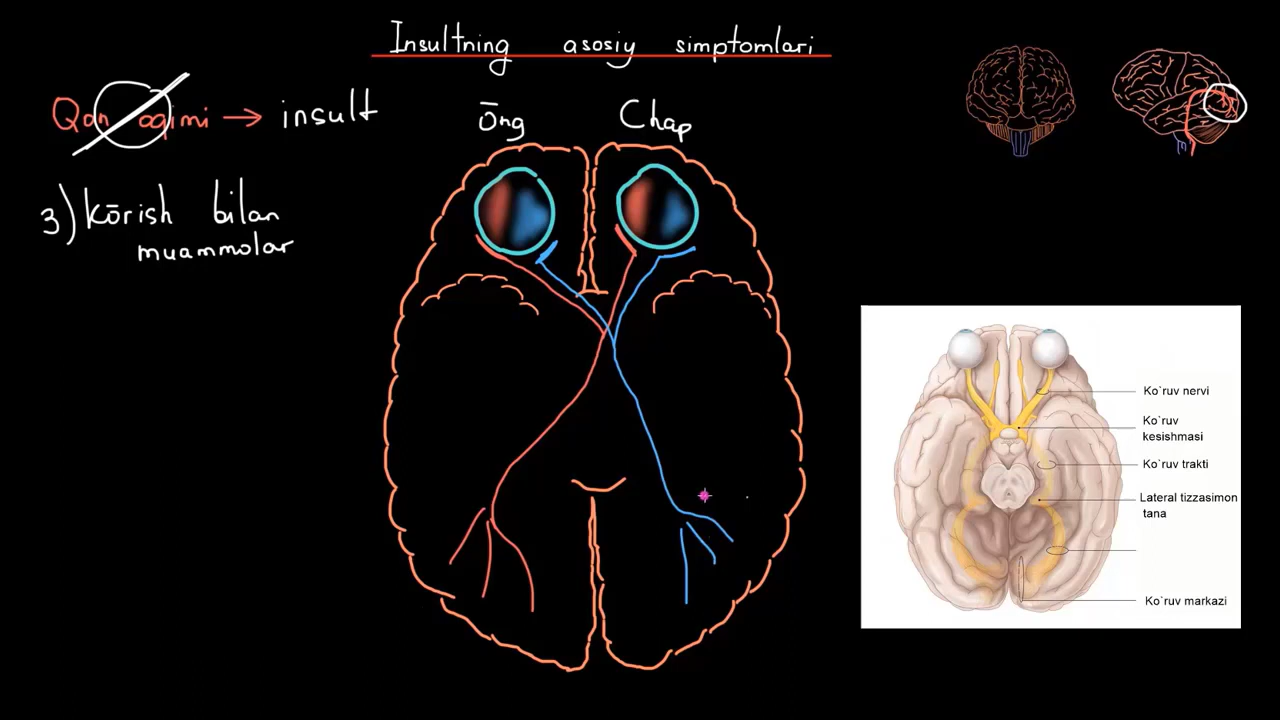 Insultning asosiy simptomlari
Qon oqimi → insult
ōng
Chap
3) kōrish bilan
muammolar
Ko`ruv nervi
Ko`ruv
kesishmasi
Ko`ruv trakti
Lateral tizzasimon
tana
Ko`ruv markazi